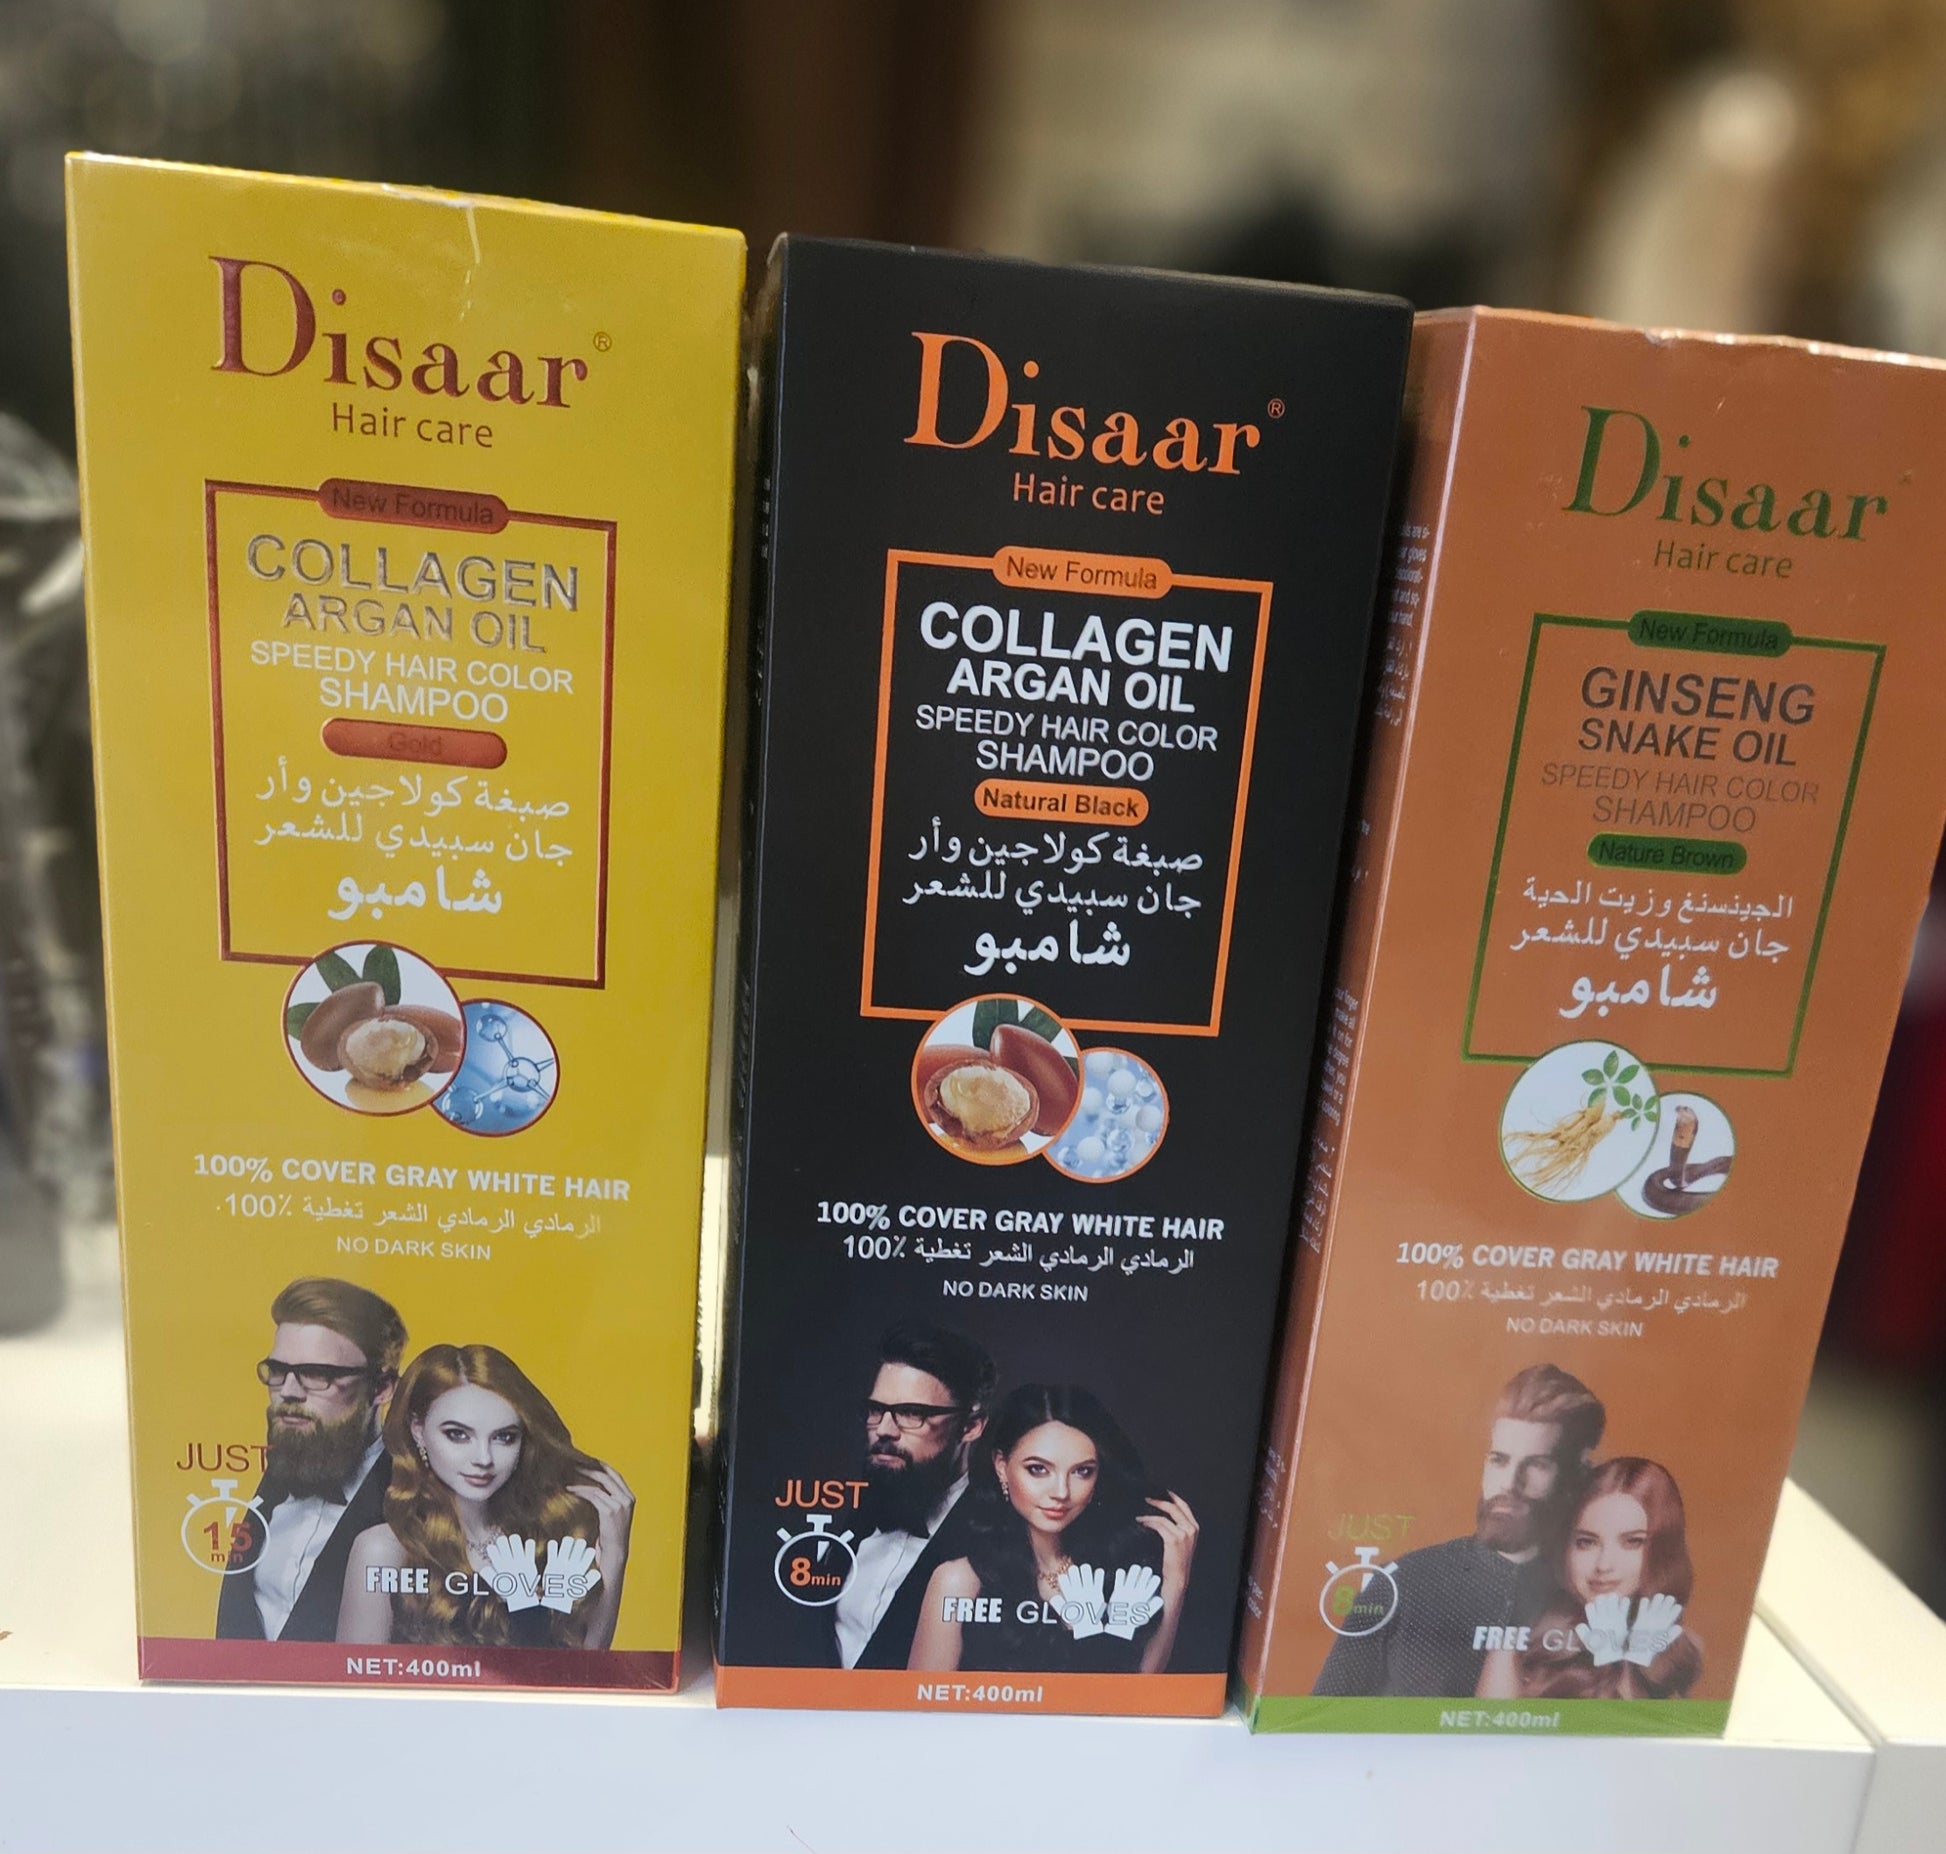 Disaar®
Hair care
New Formula
COLLAGEN
ARGAN OIL
SPEEDY HAIR COLOR
SHAMPOO
Gold
صبغة كولاجين وأر
جان سبيدي للشعر
شامبو
100% COVER GRAY WHITE HAIR
الرمادي الرمادي الشعر تغطية 100٪
NO DARK SKIN
JUST
15
min
FREE GLOVES
NET:400ml
Disaar®
Hair care
New Formula
COLLAGEN
ARGAN OIL
SPEEDY HAIR COLOR
SHAMPOO
Natural Black
صبغة كولاجين وأر
جان سبيدي للشعر
شامبو
100% COVER GRAY WHITE HAIR
الرمادي الرمادي الشعر تغطية 100٪
NO DARK SKIN
JUST
8min
FREE GLOVES
NET:400ml
Disaar
Hair care
New Formula
GINSENG
SNAKE OIL
SPEEDY HAIR COLOR
SHAMPOO
Nature Brown
الجينسنغ وزيت الحية
جان سبيدي للشعر
شامبو
100% COVER GRAY WHITE HAIR
الرمادي الرمادي الشعر تغطية 100٪
NO DARK SKIN
JUST
8min
FREE GLOVES
NET:400ml